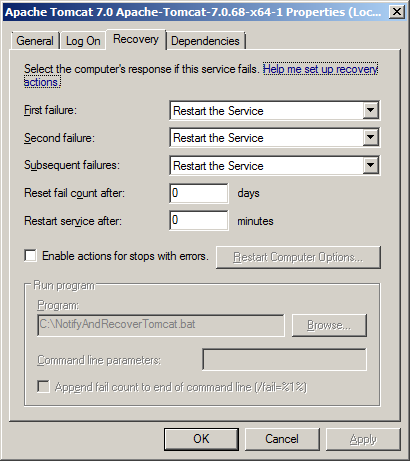 Apache Tomcat 7.0 Apache-Tomcat-7.0.68-x64-1 Properties (Loc...
General Log On Recovery Dependencies
Select the computer's response if this service fails. Help me set up recovery
actions.
First failure: Restart the Service
Second failure: Restart the Service
Subsequent failures: Restart the Service
Reset fail count after: 0 days
Restart service after: 0 minutes
Enable actions for stops with errors. Restart Computer Options...
Run program
Program:
C:\NotifyAndRecoverTomcat.bat Browse...
Command line parameters:
Append fail count to end of command line (/fail=%1%)
OK Cancel Apply